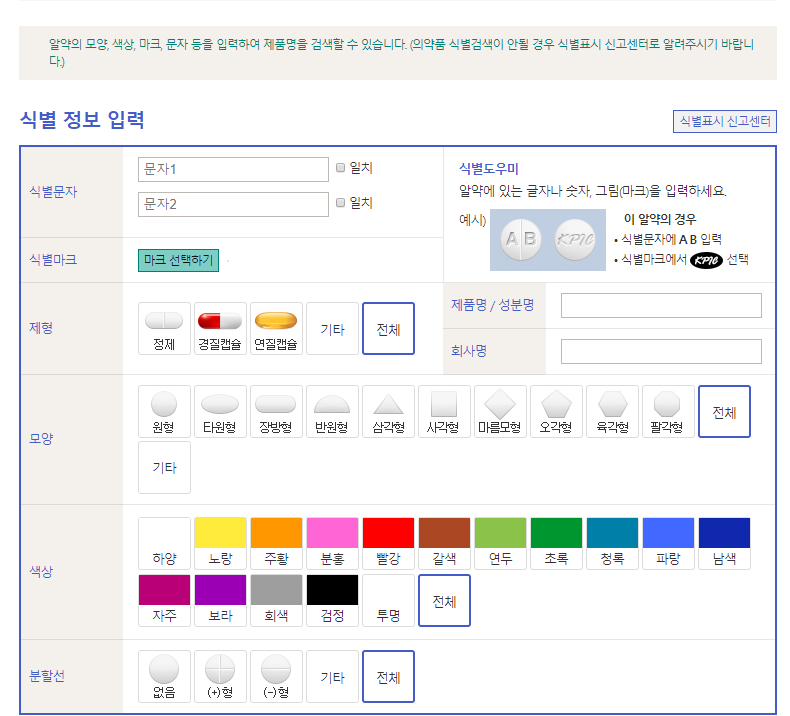 알약의 모양, 색상, 마크, 문자 등을 입력하여 제품명을 검색할 수 있습니다. (의약품 식별검색이 안될 경우 식별표시 신고센터로 알려주시기 바랍니
다.)
식별 정보 입력
식별표시 신고센터
식별문자
문자1
일치
문자2
일치
식별도우미
알약에 있는 글자나 숫자, 그림(마크)을 입력하세요.
예시)
A B
KPIC
이 알약의 경우
• 식별문자에 A B 입력
• 식별마크에서 KPIC 선택
식별마크
마크 선택하기
제형
정제
경질캡슐
연질캡슐
기타
전체
제품명 / 성분명
회사명
모양
원형
타원형
장방형
반원형
삼각형
사각형
마름모형
오각형
육각형
팔각형
전체
기타
색상
하양
노랑
주황
분홍
빨강
갈색
연두
초록
청록
파랑
남색
자주
보라
회색
검정
투명
전체
분할선
없음
(+)형
(-)형
기타
전체